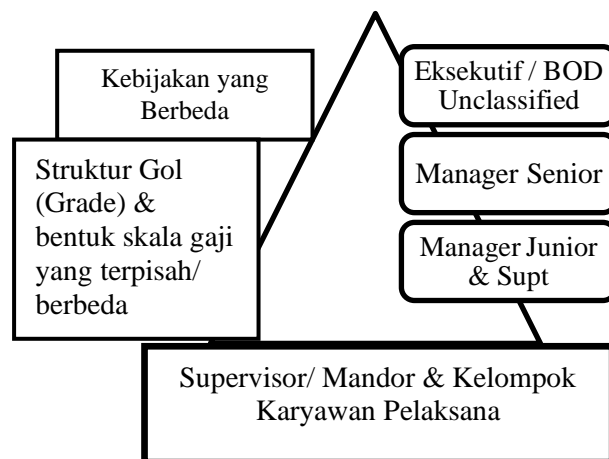 Kebijakan yang
Berbeda
Struktur Gol
(Grade) &
bentuk skala gaji
yang terpisah/
berbeda
Eksekutif / BOD
Unclassified
Manager Senior
Manager Junior
& Supt
Supervisor/ Mandor & Kelompok
Karyawan Pelaksana